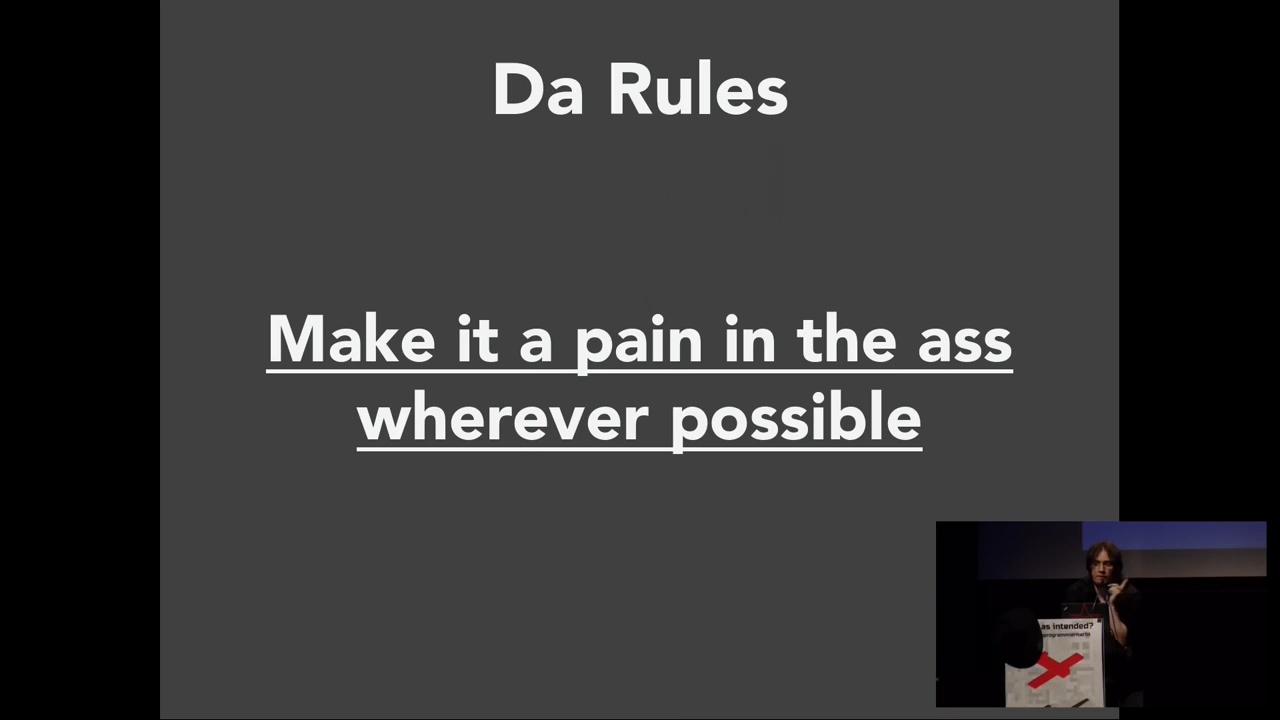 Da Rules
Make it a pain in the ass
wherever possible
as intended?